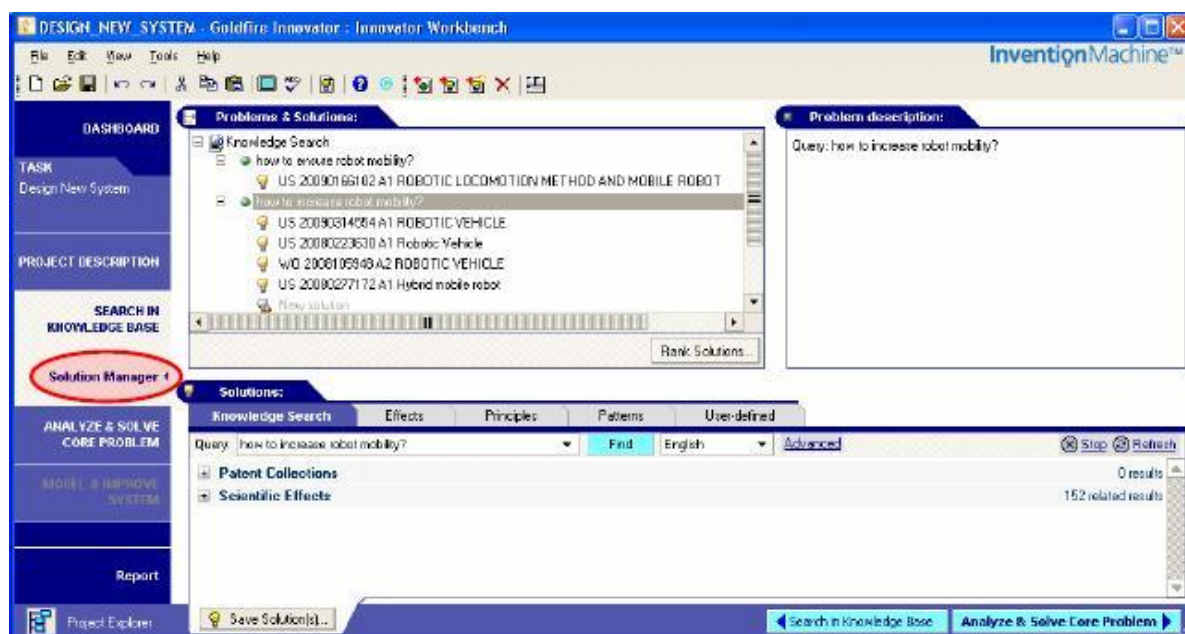 DESIGN_NEW_SYSTEM - Goldfire Innovator : Innovator Workbench
File Edit View Tools Help
InventionMachine™
DASHBOARD
TASK
Design New System
PROJECT DESCRIPTION
SEARCH IN
KNOWLEDGE BASE
Solution Manager
ANALYZE & SOLVE
CORE PROBLEM
MODEL & IMPROVE
SYSTEM
Report
Project Explorer
Problems & Solutions:
Knowledge Search
how to ensure robot mobility?
US 20090166102 A1 ROBOTIC LOCOMOTION METHOD AND MOBILE ROBOT
how to increase robot mobility?
US 20090314554 A1 ROBOTIC VEHICLE
US 20080223630 A1 Robotic Vehicle
WO 2008105948 A2 ROBOTIC VEHICLE
US 20080277172 A1 Hybrid mobile robot
New solution
Rank Solutions...
Problem description:
Query: how to increase robot mobility?
Solutions:
Knowledge Search Effects Principles Patterns User-defined
Query: how to increase robot mobility? Find English Advanced Stop Refresh
Patent Collections 0 results
Scientific Effects 152 related results
Save Solution(s)...
Search in Knowledge Base Analyze & Solve Core Problem